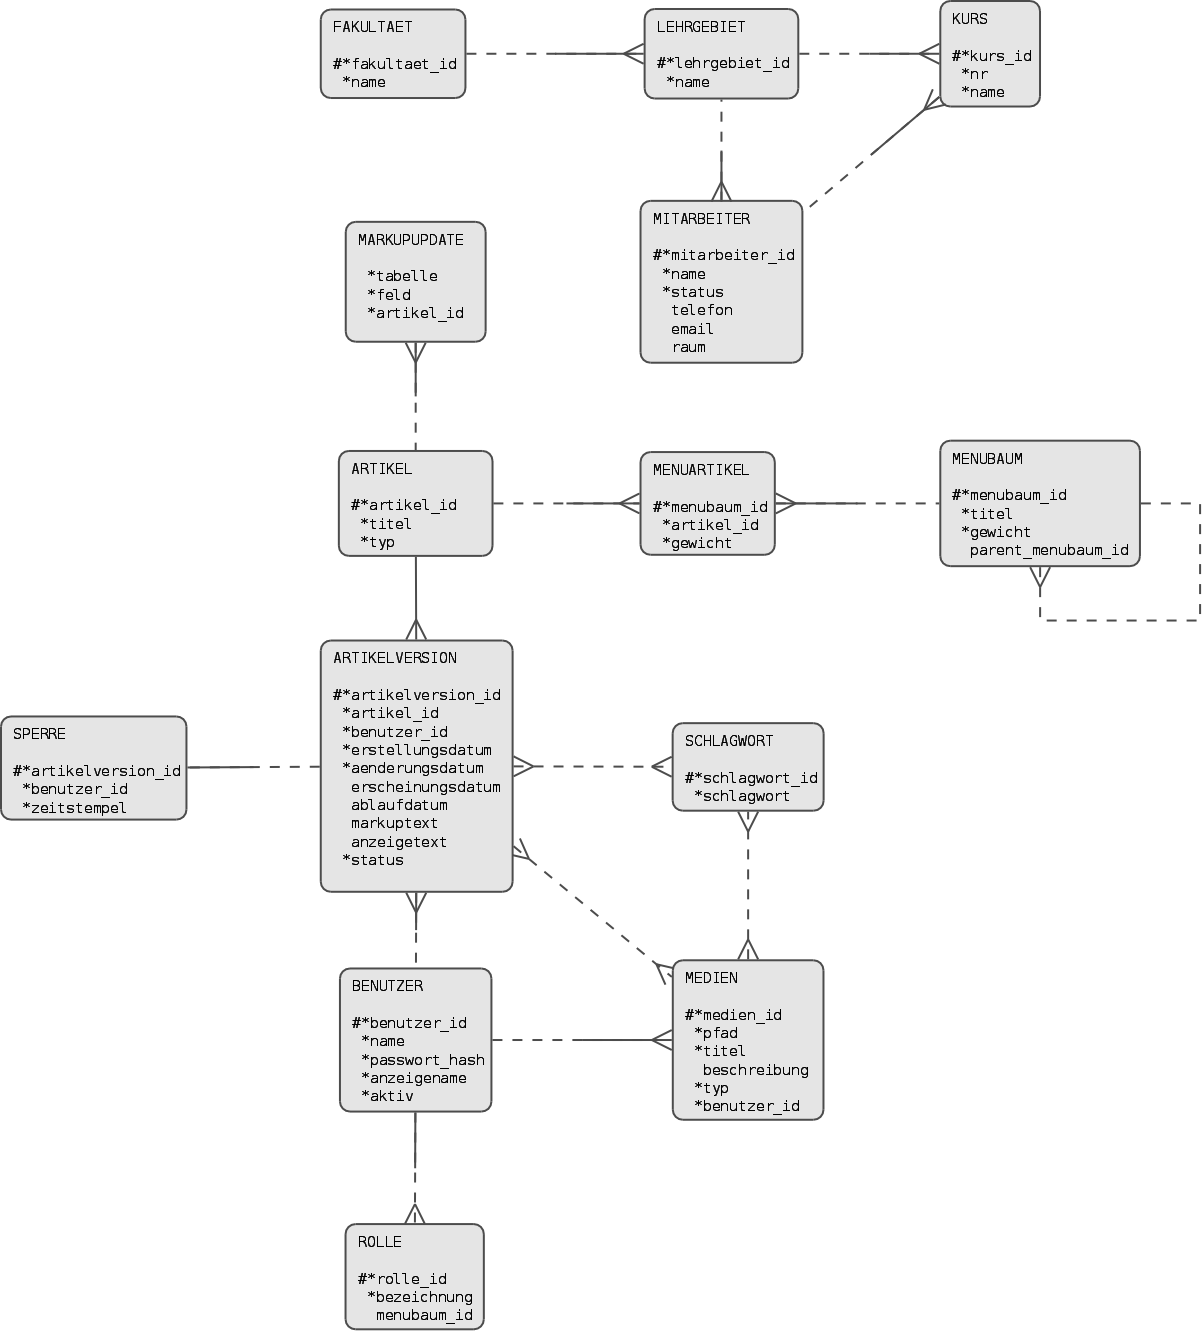 FAKULTAET
#*fakultaet_id
*name
LEHRGEBIET
#*lehrgebiet_id
*name
KURS
#*kurs_id
*nr
*name
MITARBEITER
#*mitarbeiter_id
*name
*status
telefon
email
raum
MARKUPUPDATE
*tabelle
*feld
*artikel_id
ARTIKEL
#*artikel_id
*titel
*typ
MENUARTIKEL
#*menubaum_id
*artikel_id
*gewicht
MENUBAUM
#*menubaum_id
*titel
*gewicht
parent_menubaum_id
ARTIKELVERSION
#*artikelversion_id
*artikel_id
*benutzer_id
*erstellungsdatum
*aenderungsdatum
erscheinungsdatum
ablaufdatum
markuptext
anzeigetext
*status
SPERRE
#*artikelversion_id
*benutzer_id
*zeitstempel
SCHLAGWORT
#*schlagwort_id
*schlagwort
BENUTZER
#*benutzer_id
*name
*passwort_hash
*anzeigename
*aktiv
MEDIEN
#*medien_id
*pfad
*titel
beschreibung
*typ
*benutzer_id
ROLLE
#*rolle_id
*bezeichnung
menubaum_id